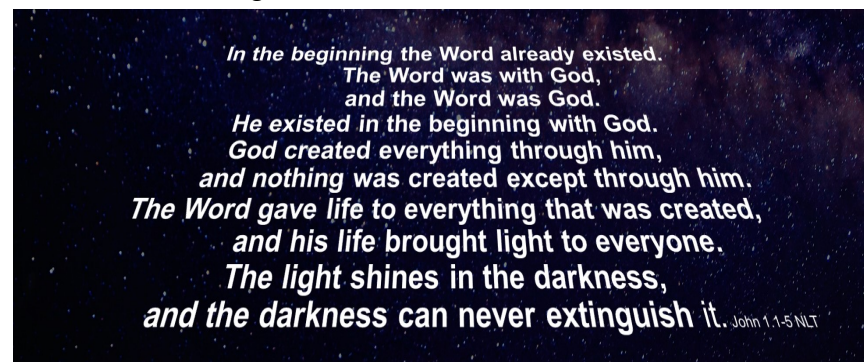 In the beginning the Word already existed.
The Word was with God,
and the Word was God.
He existed in the beginning with God.
God created everything through him,
and nothing was created except through him.
The Word gave life to everything that was created,
and his life brought light to everyone.
The light shines in the darkness,
and the darkness can never extinguish it. John 1.1-5 NLT